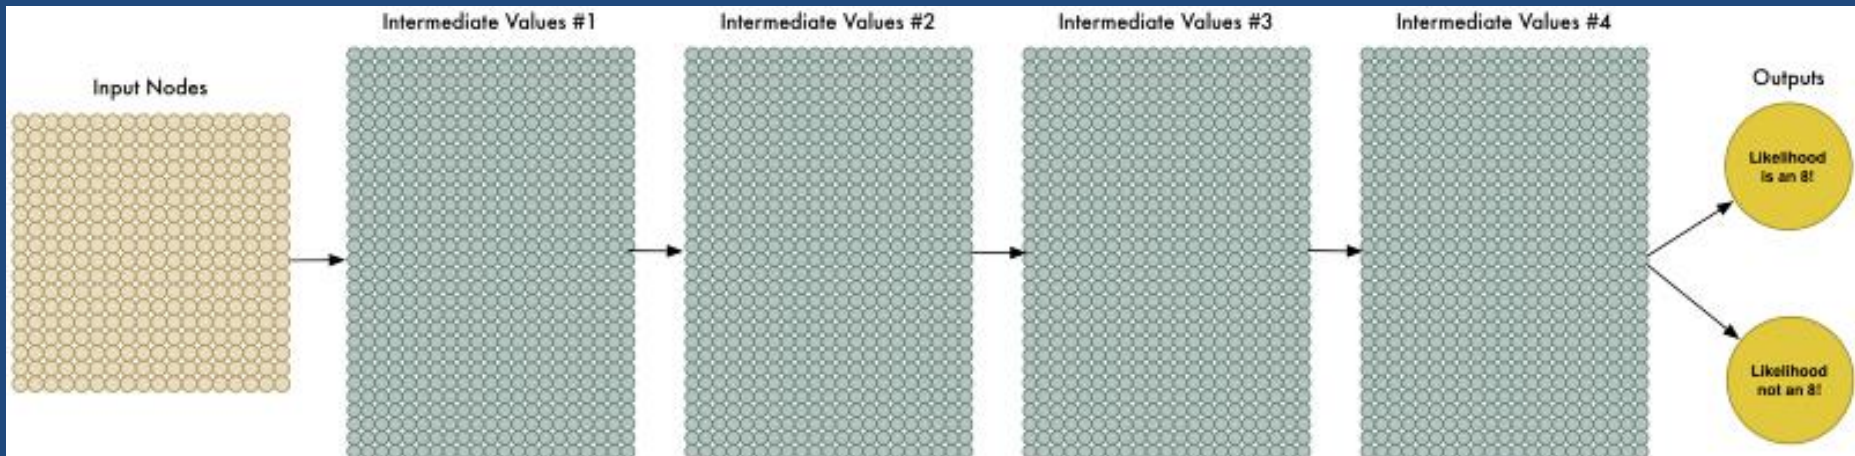 Input Nodes
Intermediate Values #1
Intermediate Values #2
Intermediate Values #3
Intermediate Values #4
Outputs
Likelihood
is an 8!
Likelihood
not an 8!